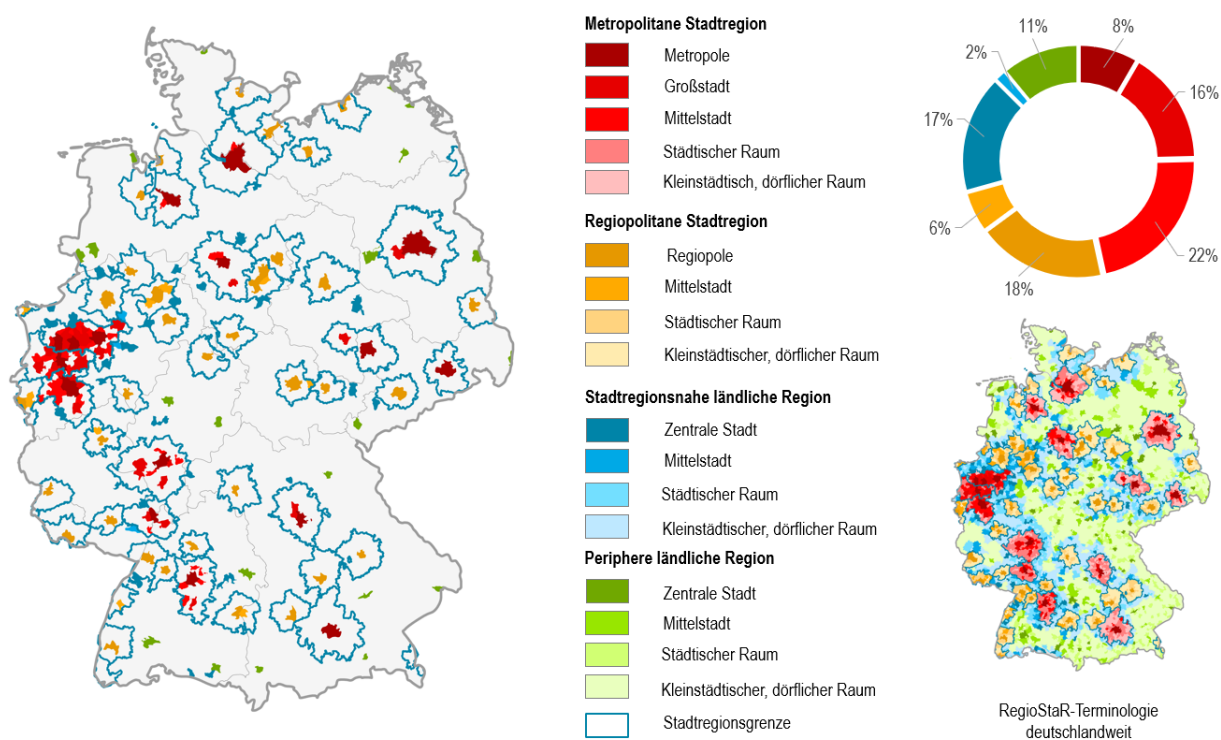 Metropolitane Stadtregion
Metropole
Großstadt
Mittelstadt
Städtischer Raum
Kleinstädtisch, dörflicher Raum
Regiopolitane Stadtregion
Regiopole
Mittelstadt
Städtischer Raum
Kleinstädtischer, dörflicher Raum
Stadtregionsnahe ländliche Region
Zentrale Stadt
Mittelstadt
Städtischer Raum
Kleinstädtischer, dörflicher Raum
Periphere ländliche Region
Zentrale Stadt
Mittelstadt
Städtischer Raum
Kleinstädtischer, dörflicher Raum
Stadtregionsgrenze
8%
16%
22%
18%
6%
17%
2%
11%
RegioStaR-Terminologie
deutschlandweit